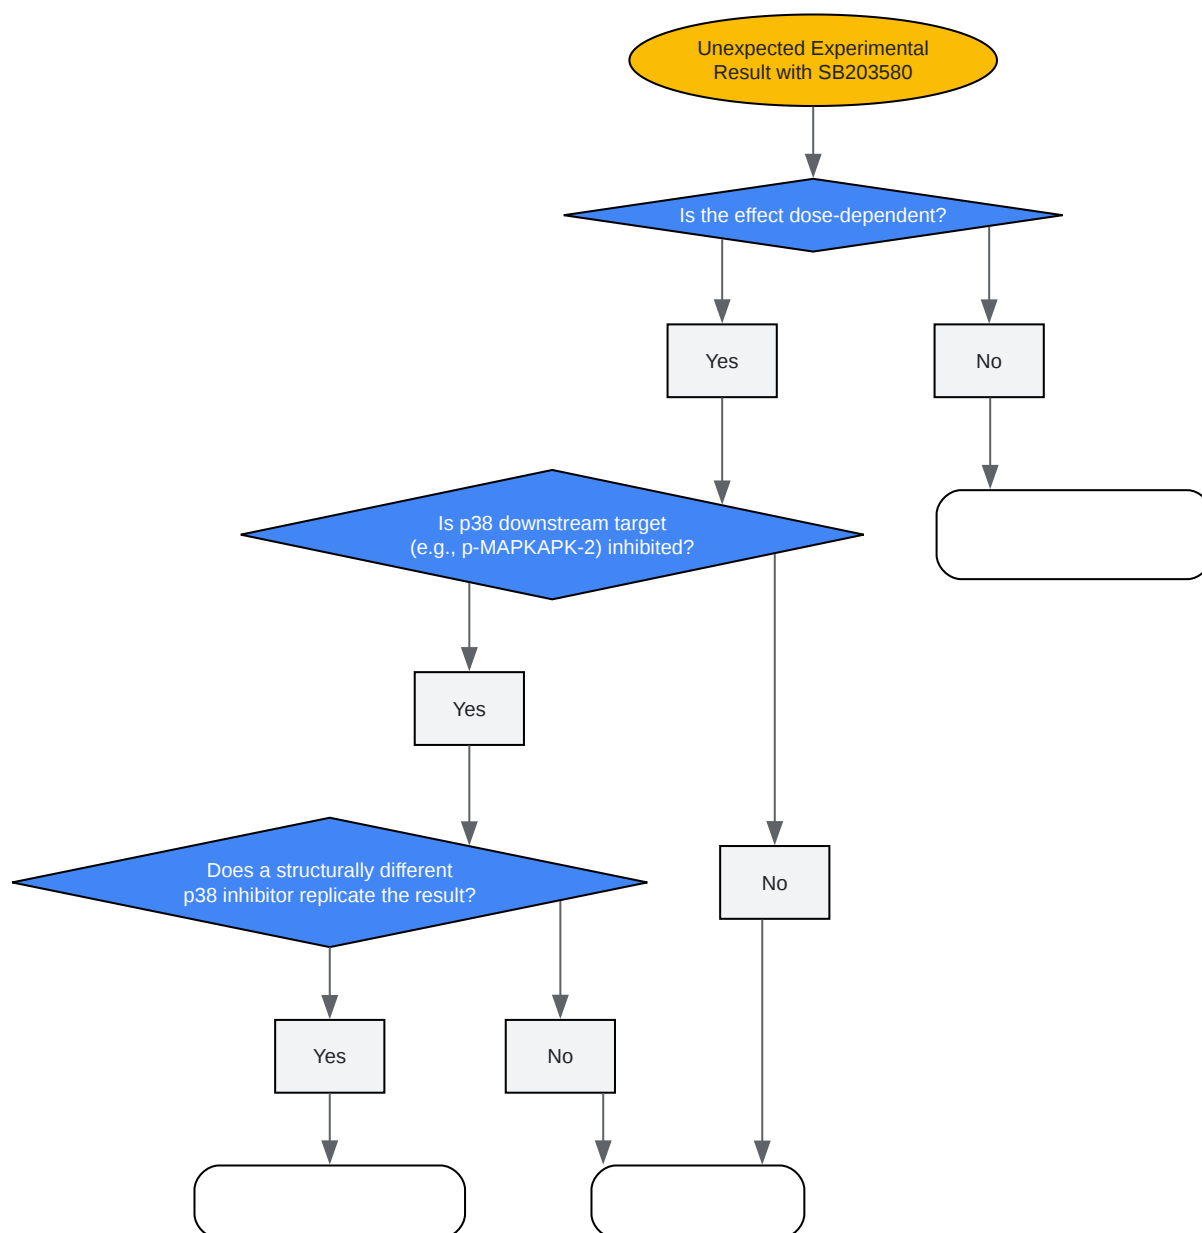 Unexpected Experimental
Result with SB203580
Is the effect dose-dependent?
Yes
No
Is p38 downstream target
(e.g., p-MAPKAPK-2) inhibited?
Yes
Does a structurally different
p38 inhibitor replicate the result?
No
Yes
No